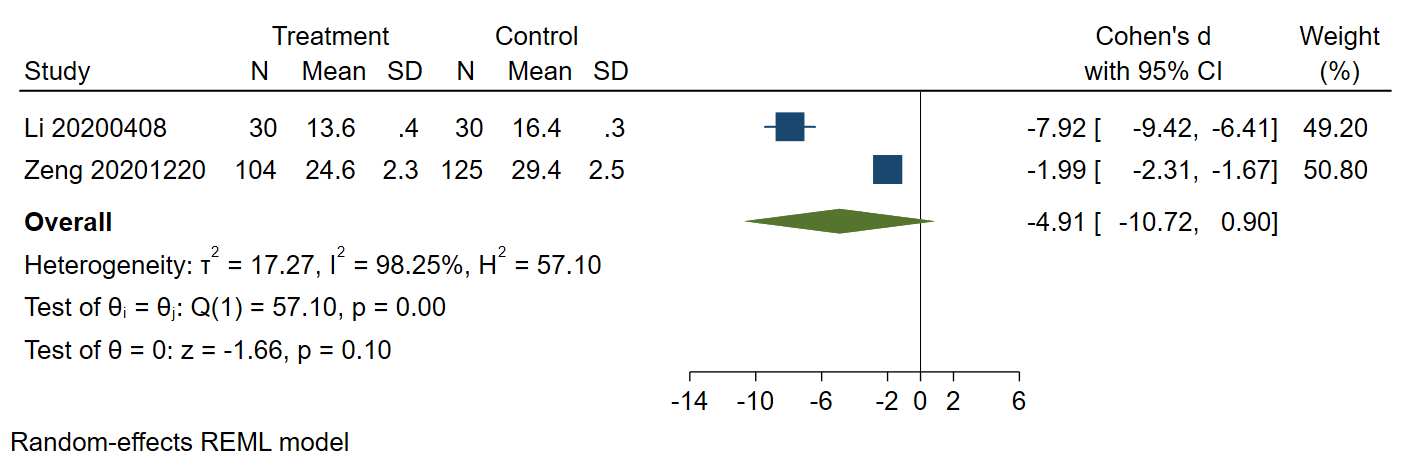 Treatment Control Cohen's d Weight
Study N Mean SD N Mean SD with 95% CI (%)
Li 20200408 30 13.6 .4 30 16.4 .3 -7.92 [ -9.42, -6.41] 49.20
Zeng 20201220 104 24.6 2.3 125 29.4 2.5 -1.99 [ -2.31, -1.67] 50.80
Overall -4.91 [ -10.72, 0.90]
Heterogeneity: τ² = 17.27, I² = 98.25%, H² = 57.10
Test of θᵢ = θⱼ: Q(1) = 57.10, p = 0.00
Test of θ = 0: z = -1.66, p = 0.10
-14 -10 -6 -2 0 2 6
Random-effects REML model